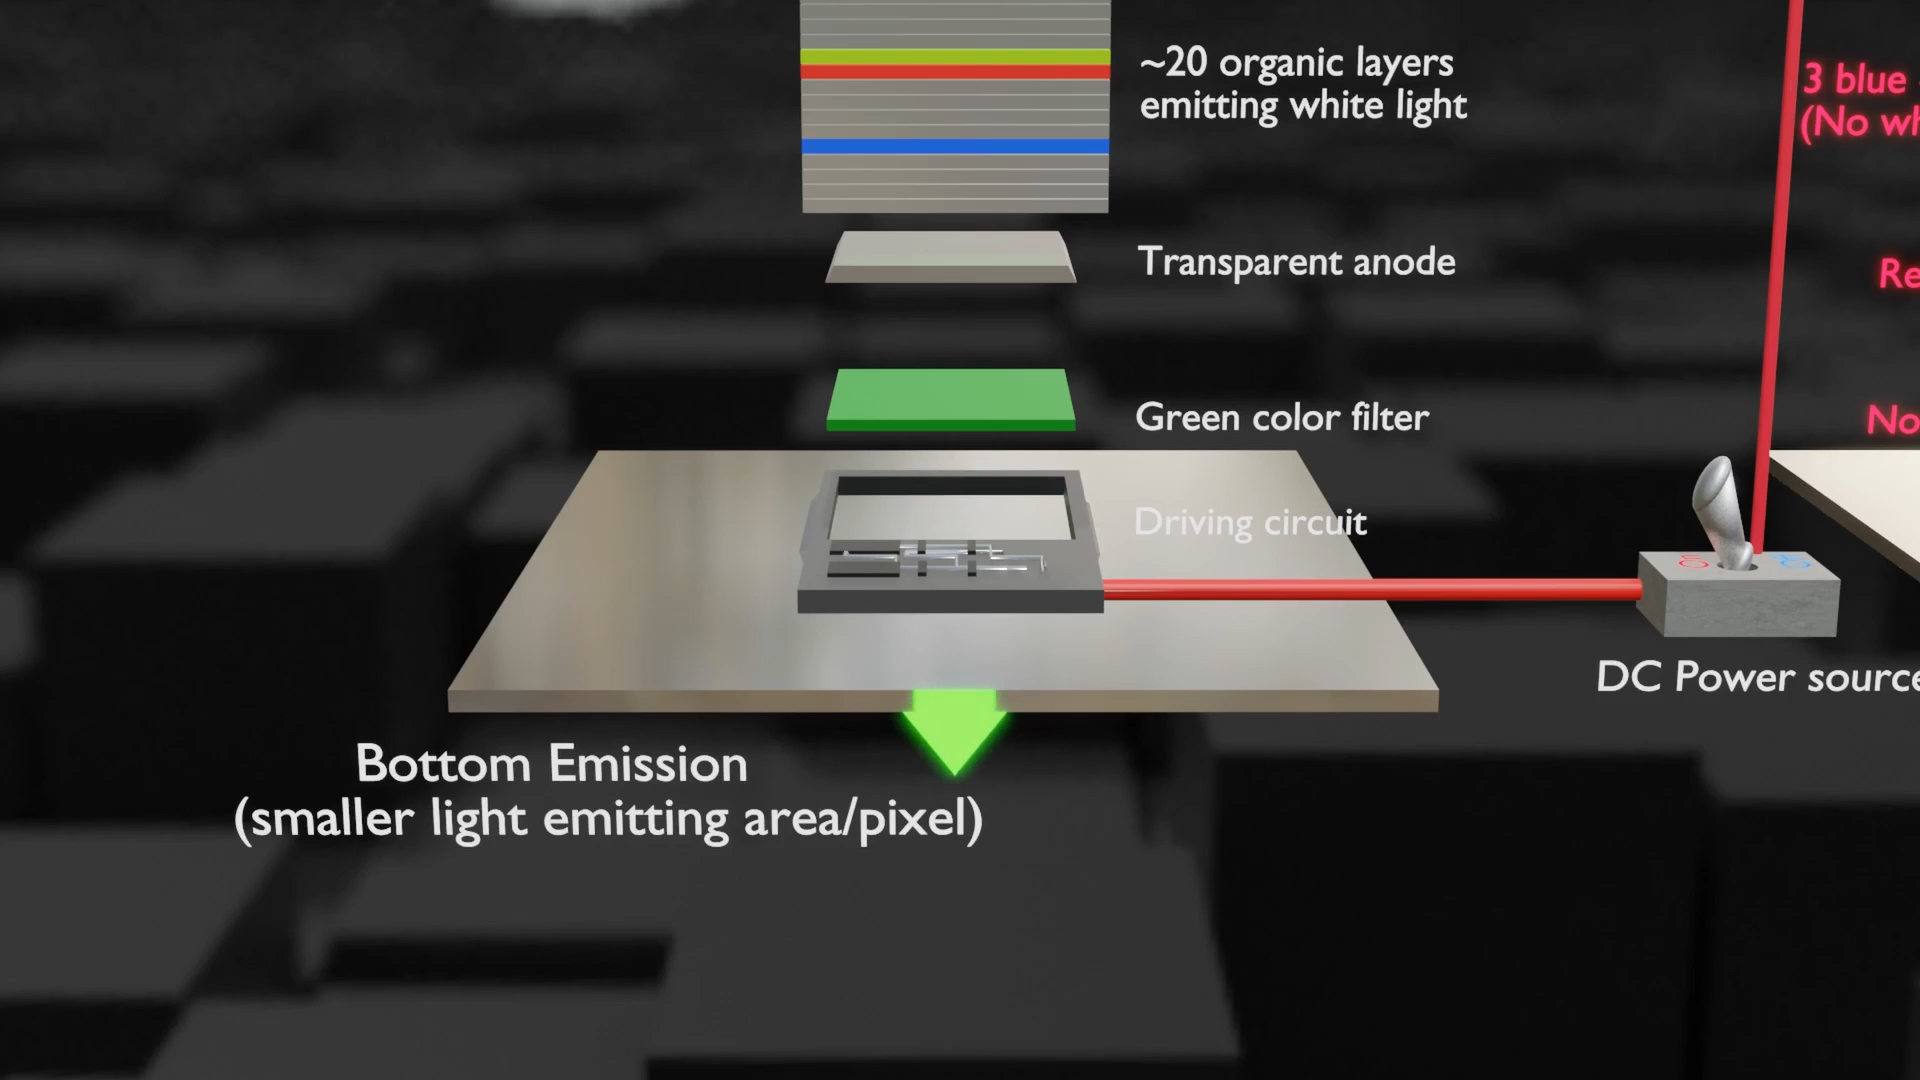 ~20 organic layers
emitting white light
3 blue
(No
Transparent anode
Green color filter
No
Driving circuit
DC Power source
Bottom Emission
(smaller light emitting area/pixel)